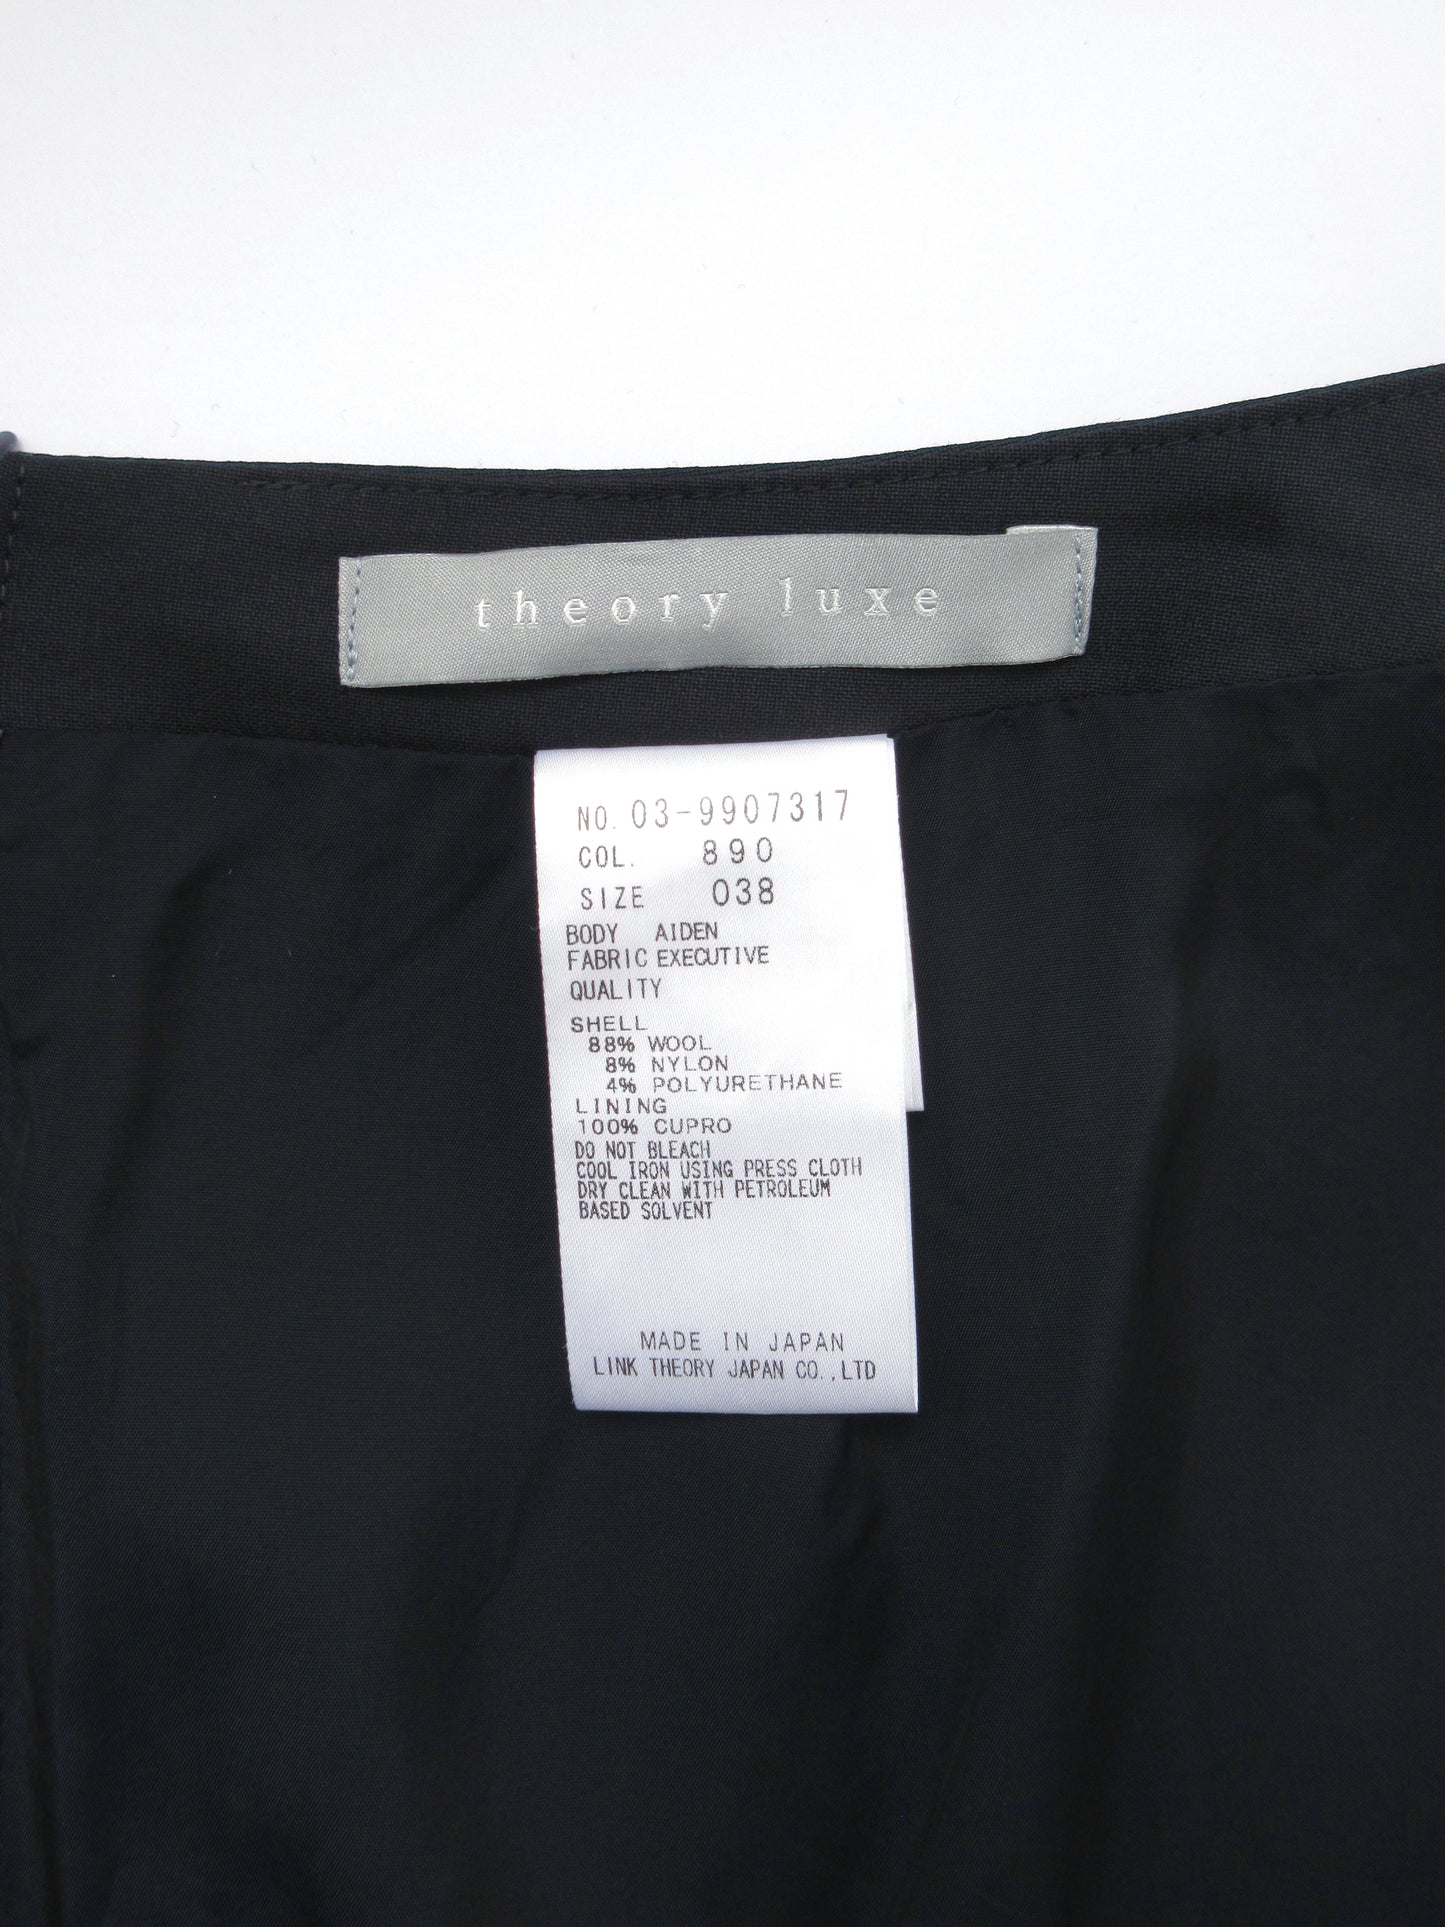 theory luxe
NO. 03-9907317
COL. 890
SIZE 038
BODY AIDEN
FABRIC EXECUTIVE
QUALITY
SHELL
88% WOOL
8% NYLON
4% POLYURETHANE
LINING
100% CUPRO
DO NOT BLEACH
COOL IRON USING PRESS CLOTH
DRY CLEAN WITH PETROLEUM
BASED SOLVENT
MADE IN JAPAN
LINK THEORY JAPAN CO.,LTD